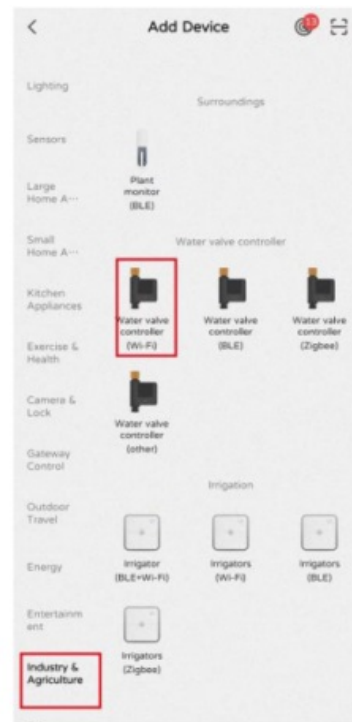 Add Device
13
Lighting
Sensors
Large
Home A···
Small
Home A···
Kitchen
Appliances
Exercise &
Health
Camera &
Lock
Gateway
Control
Outdoor
Travel
Energy
Entertainm
ent
Industry &
Agriculture
Surroundings
Plant
monitor
(BLE)
Water valve controller
Water valve
controller
(Wi-Fi)
Water valve
controller
(BLE)
Water valve
controller
(Zigbee)
Water valve
controller
(other)
Irrigation
Irrigator
(BLE+Wi-Fi)
Irrigators
(Wi-Fi)
Irrigators
(BLE)
Irrigators
(Zigbee)